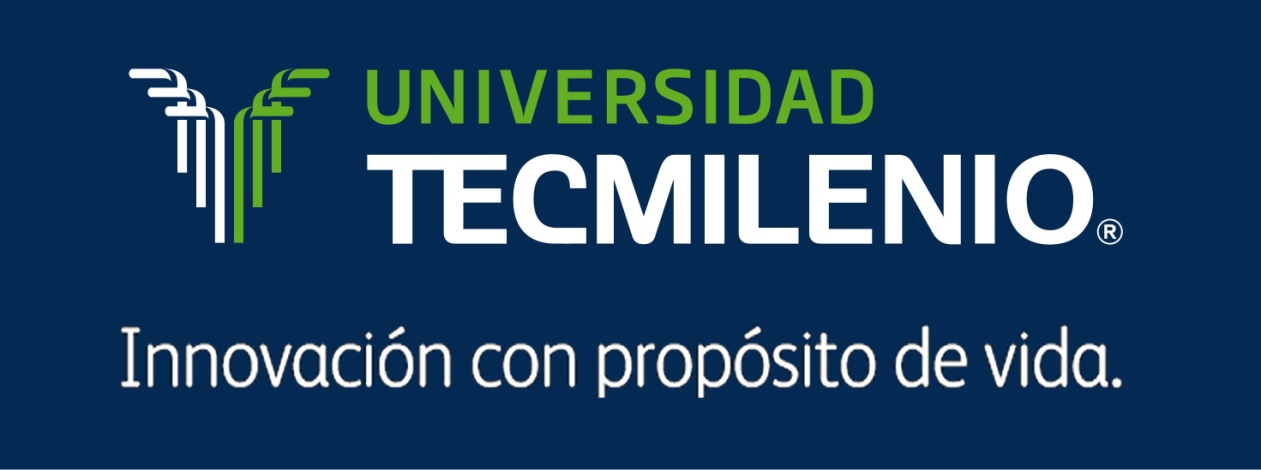 UNIVERSIDAD
TECMILENIO®
Innovación con propósito de vida.